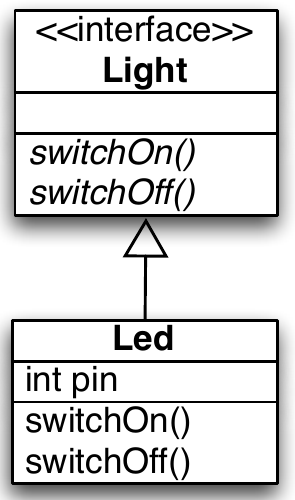 <<interface>>
Light
switchOn()
switchOff()
Led
int pin
switchOn()
switchOff()